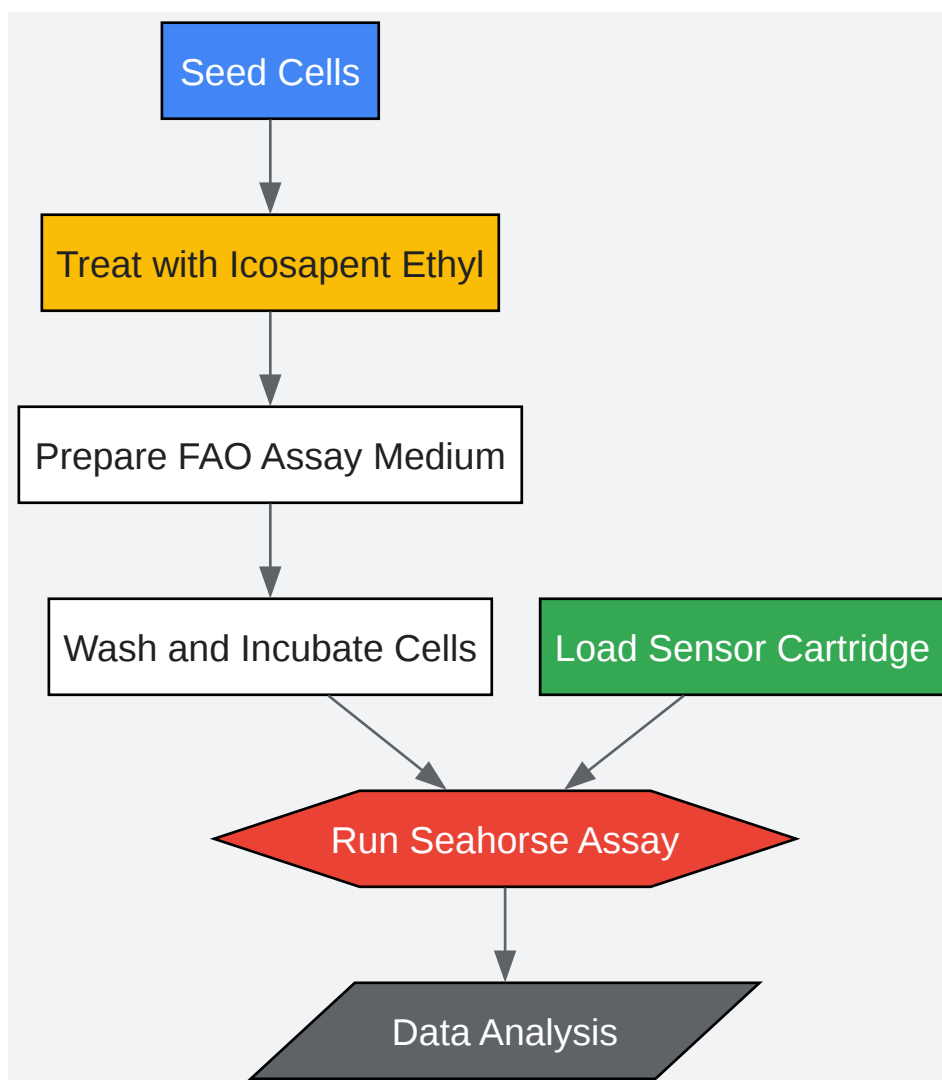 Seed Cells
Treat with Icosapent Ethyl
Prepare FAO Assay Medium
Wash and Incubate Cells
Load Sensor Cartridge
Run Seahorse Assay
Data Analysis